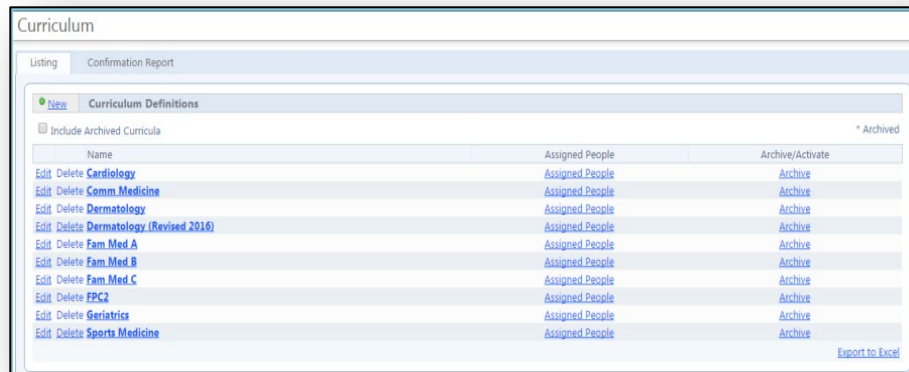 Curriculum
Listing Confirmation Report
New Curriculum Definitions
Include Archived Curricula * Archived
Name Assigned People Archive/Activate
Edit Delete Cardiology Assigned People Archive
Edit Delete Comm Medicine Assigned People Archive
Edit Delete Dermatology Assigned People Archive
Edit Delete Dermatology (Revised 2016) Assigned People Archive
Edit Delete Fam Med A Assigned People Archive
Edit Delete Fam Med B Assigned People Archive
Edit Delete Fam Med C Assigned People Archive
Edit Delete FPC2 Assigned People Archive
Edit Delete Geriatrics Assigned People Archive
Edit Delete Sports Medicine Assigned People Archive
Export to Excel